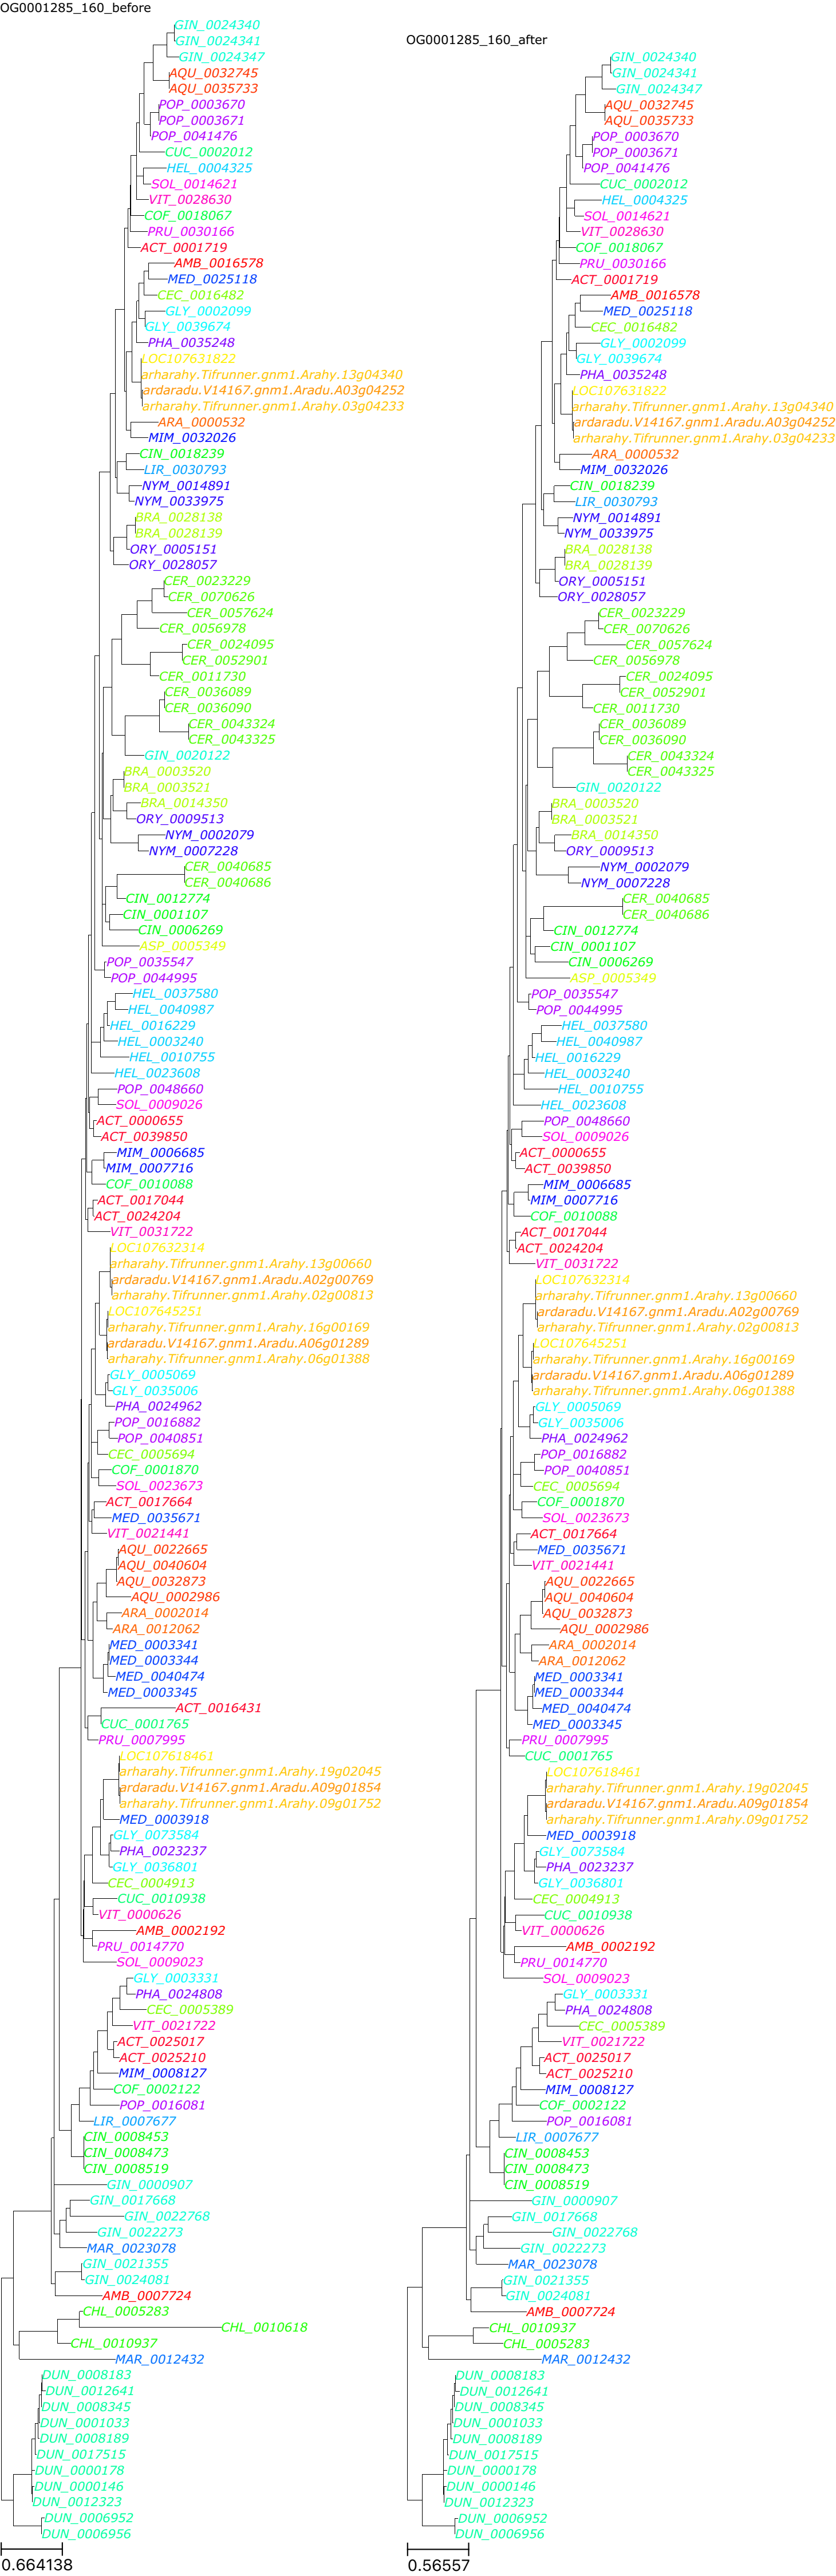 OG0001285_160_before
GIN_0024340
GIN_0024341
GIN_0024347
AQU_0032745
AQU_0035733
POP_0003670
POP_0003671
POP_0041476
CUC_0002012
HEL_0004325
SOL_0014621
VIT_0028630
COF_0018067
PRU_0030166
ACT_0001719
AMB_0016578
MED_0025118
CEC_0016482
GLY_0002099
GLY_0039674
PHA_0035248
LOC107631822
arharahy.Tifrunner.gnm1.Arahy.13g04340
ardaradu.V14167.gnm1.Aradu.A03g04252
arharahy.Tifrunner.gnm1.Arahy.03g04233
ARA_0000532
MIM_0032026
CIN_0018239
LIR_0030793
NYM_0014891
NYM_0033975
BRA_0028138
BRA_0028139
ORY_0005151
ORY_0028057
CER_0023229
CER_0070626
CER_0057624
CER_0056978
CER_0024095
CER_0052901
CER_0011730
CER_0036089
CER_0036090
CER_0043324
CER_0043325
GIN_0020122
BRA_0003520
BRA_0003521
BRA_0014350
ORY_0009513
NYM_0002079
NYM_0007228
CER_0040685
CER_0040686
CIN_0012774
CIN_0001107
CIN_0006269
ASP_0005349
POP_0035547
POP_0044995
HEL_0037580
HEL_0040987
HEL_0016229
HEL_0003240
HEL_0010755
HEL_0023608
POP_0048660
SOL_0009026
ACT_0000655
ACT_0039850
MIM_0006685
MIM_0007716
COF_0010088
ACT_0017044
ACT_0024204
VIT_0031722
LOC107632314
arharahy.Tifrunner.gnm1.Arahy.13g00660
ardaradu.V14167.gnm1.Aradu.A02g00769
arharahy.Tifrunner.gnm1.Arahy.02g00813
LOC107645251
arharahy.Tifrunner.gnm1.Arahy.16g00169
ardaradu.V14167.gnm1.Aradu.A06g01289
arharahy.Tifrunner.gnm1.Arahy.06g01388
GLY_0005069
GLY_0035006
PHA_0024962
POP_0016882
POP_0040851
CEC_0005694
COF_0001870
SOL_0023673
ACT_0017664
MED_0035671
VIT_0021441
AQU_0022665
AQU_0040604
AQU_0032873
AQU_0002986
ARA_0002014
ARA_0012062
MED_0003341
MED_0003344
MED_0040474
MED_0003345
ACT_0016431
CUC_0001765
PRU_0007995
LOC107618461
arharahy.Tifrunner.gnm1.Arahy.19g02045
ardaradu.V14167.gnm1.Aradu.A09g01854
arharahy.Tifrunner.gnm1.Arahy.09g01752
MED_0003918
GLY_0073584
PHA_0023237
GLY_0036801
CEC_0004913
CUC_0010938
VIT_0000626
AMB_0002192
PRU_0014770
SOL_0009023
GLY_0003331
PHA_0024808
CEC_0005389
VIT_0021722
ACT_0025017
ACT_0025210
MIM_0008127
COF_0002122
POP_0016081
LIR_0007677
CIN_0008453
CIN_0008473
CIN_0008519
GIN_0000907
GIN_0017668
GIN_0022768
GIN_0022273
MAR_0023078
GIN_0021355
GIN_0024081
AMB_0007724
CHL_0005283
CHL_0010618
CHL_0010937
MAR_0012432
DUN_0008183
DUN_0012641
DUN_0008345
DUN_0001033
DUN_0008189
DUN_0017515
DUN_0000178
DUN_0000146
DUN_0012323
DUN_0006952
DUN_0006956
0.664138
OG0001285_160_after
GIN_0024340
GIN_0024341
GIN_0024347
AQU_0032745
AQU_0035733
POP_0003670
POP_0003671
POP_0041476
CUC_0002012
HEL_0004325
SOL_0014621
VIT_0028630
COF_0018067
PRU_0030166
ACT_0001719
AMB_0016578
MED_0025118
CEC_0016482
GLY_0002099
GLY_0039674
PHA_0035248
LOC107631822
arharahy.Tifrunner.gnm1.Arahy.13g04340
ardaradu.V14167.gnm1.Aradu.A03g04252
arharahy.Tifrunner.gnm1.Arahy.03g04233
ARA_0000532
MIM_0032026
CIN_0018239
LIR_0030793
NYM_0014891
NYM_0033975
BRA_0028138
BRA_0028139
ORY_0005151
ORY_0028057
CER_0023229
CER_0070626
CER_0057624
CER_0056978
CER_0024095
CER_0052901
CER_0011730
CER_0036089
CER_0036090
CER_0043324
CER_0043325
GIN_0020122
BRA_0003520
BRA_0003521
BRA_0014350
ORY_0009513
NYM_0002079
NYM_0007228
CER_0040685
CER_0040686
CIN_0012774
CIN_0001107
CIN_0006269
ASP_0005349
POP_0035547
POP_0044995
HEL_0037580
HEL_0040987
HEL_0016229
HEL_0003240
HEL_0010755
HEL_0023608
POP_0048660
SOL_0009026
ACT_0000655
ACT_0039850
MIM_0006685
MIM_0007716
COF_0010088
ACT_0017044
ACT_0024204
VIT_0031722
LOC107632314
arharahy.Tifrunner.gnm1.Arahy.13g00660
ardaradu.V14167.gnm1.Aradu.A02g00769
arharahy.Tifrunner.gnm1.Arahy.02g00813
LOC107645251
arharahy.Tifrunner.gnm1.Arahy.16g00169
ardaradu.V14167.gnm1.Aradu.A06g01289
arharahy.Tifrunner.gnm1.Arahy.06g01388
GLY_0005069
GLY_0035006
PHA_0024962
POP_0016882
POP_0040851
CEC_0005694
COF_0001870
SOL_0023673
ACT_0017664
MED_0035671
VIT_0021441
AQU_0022665
AQU_0040604
AQU_0032873
AQU_0002986
ARA_0002014
ARA_0012062
MED_0003341
MED_0003344
MED_0040474
MED_0003345
PRU_0007995
CUC_0001765
LOC107618461
arharahy.Tifrunner.gnm1.Arahy.19g02045
ardaradu.V14167.gnm1.Aradu.A09g01854
arharahy.Tifrunner.gnm1.Arahy.09g01752
MED_0003918
GLY_0073584
PHA_0023237
GLY_0036801
CEC_0004913
CUC_0010938
VIT_0000626
AMB_0002192
PRU_0014770
SOL_0009023
GLY_0003331
PHA_0024808
CEC_0005389
VIT_0021722
ACT_0025017
ACT_0025210
MIM_0008127
COF_0002122
POP_0016081
LIR_0007677
CIN_0008453
CIN_0008473
CIN_0008519
GIN_0000907
GIN_0017668
GIN_0022768
GIN_0022273
MAR_0023078
GIN_0021355
GIN_0024081
AMB_0007724
CHL_0010937
CHL_0005283
MAR_0012432
DUN_0008183
DUN_0012641
DUN_0008345
DUN_0001033
DUN_0008189
DUN_0017515
DUN_0000178
DUN_0000146
DUN_0012323
DUN_0006952
DUN_0006956
0.56557